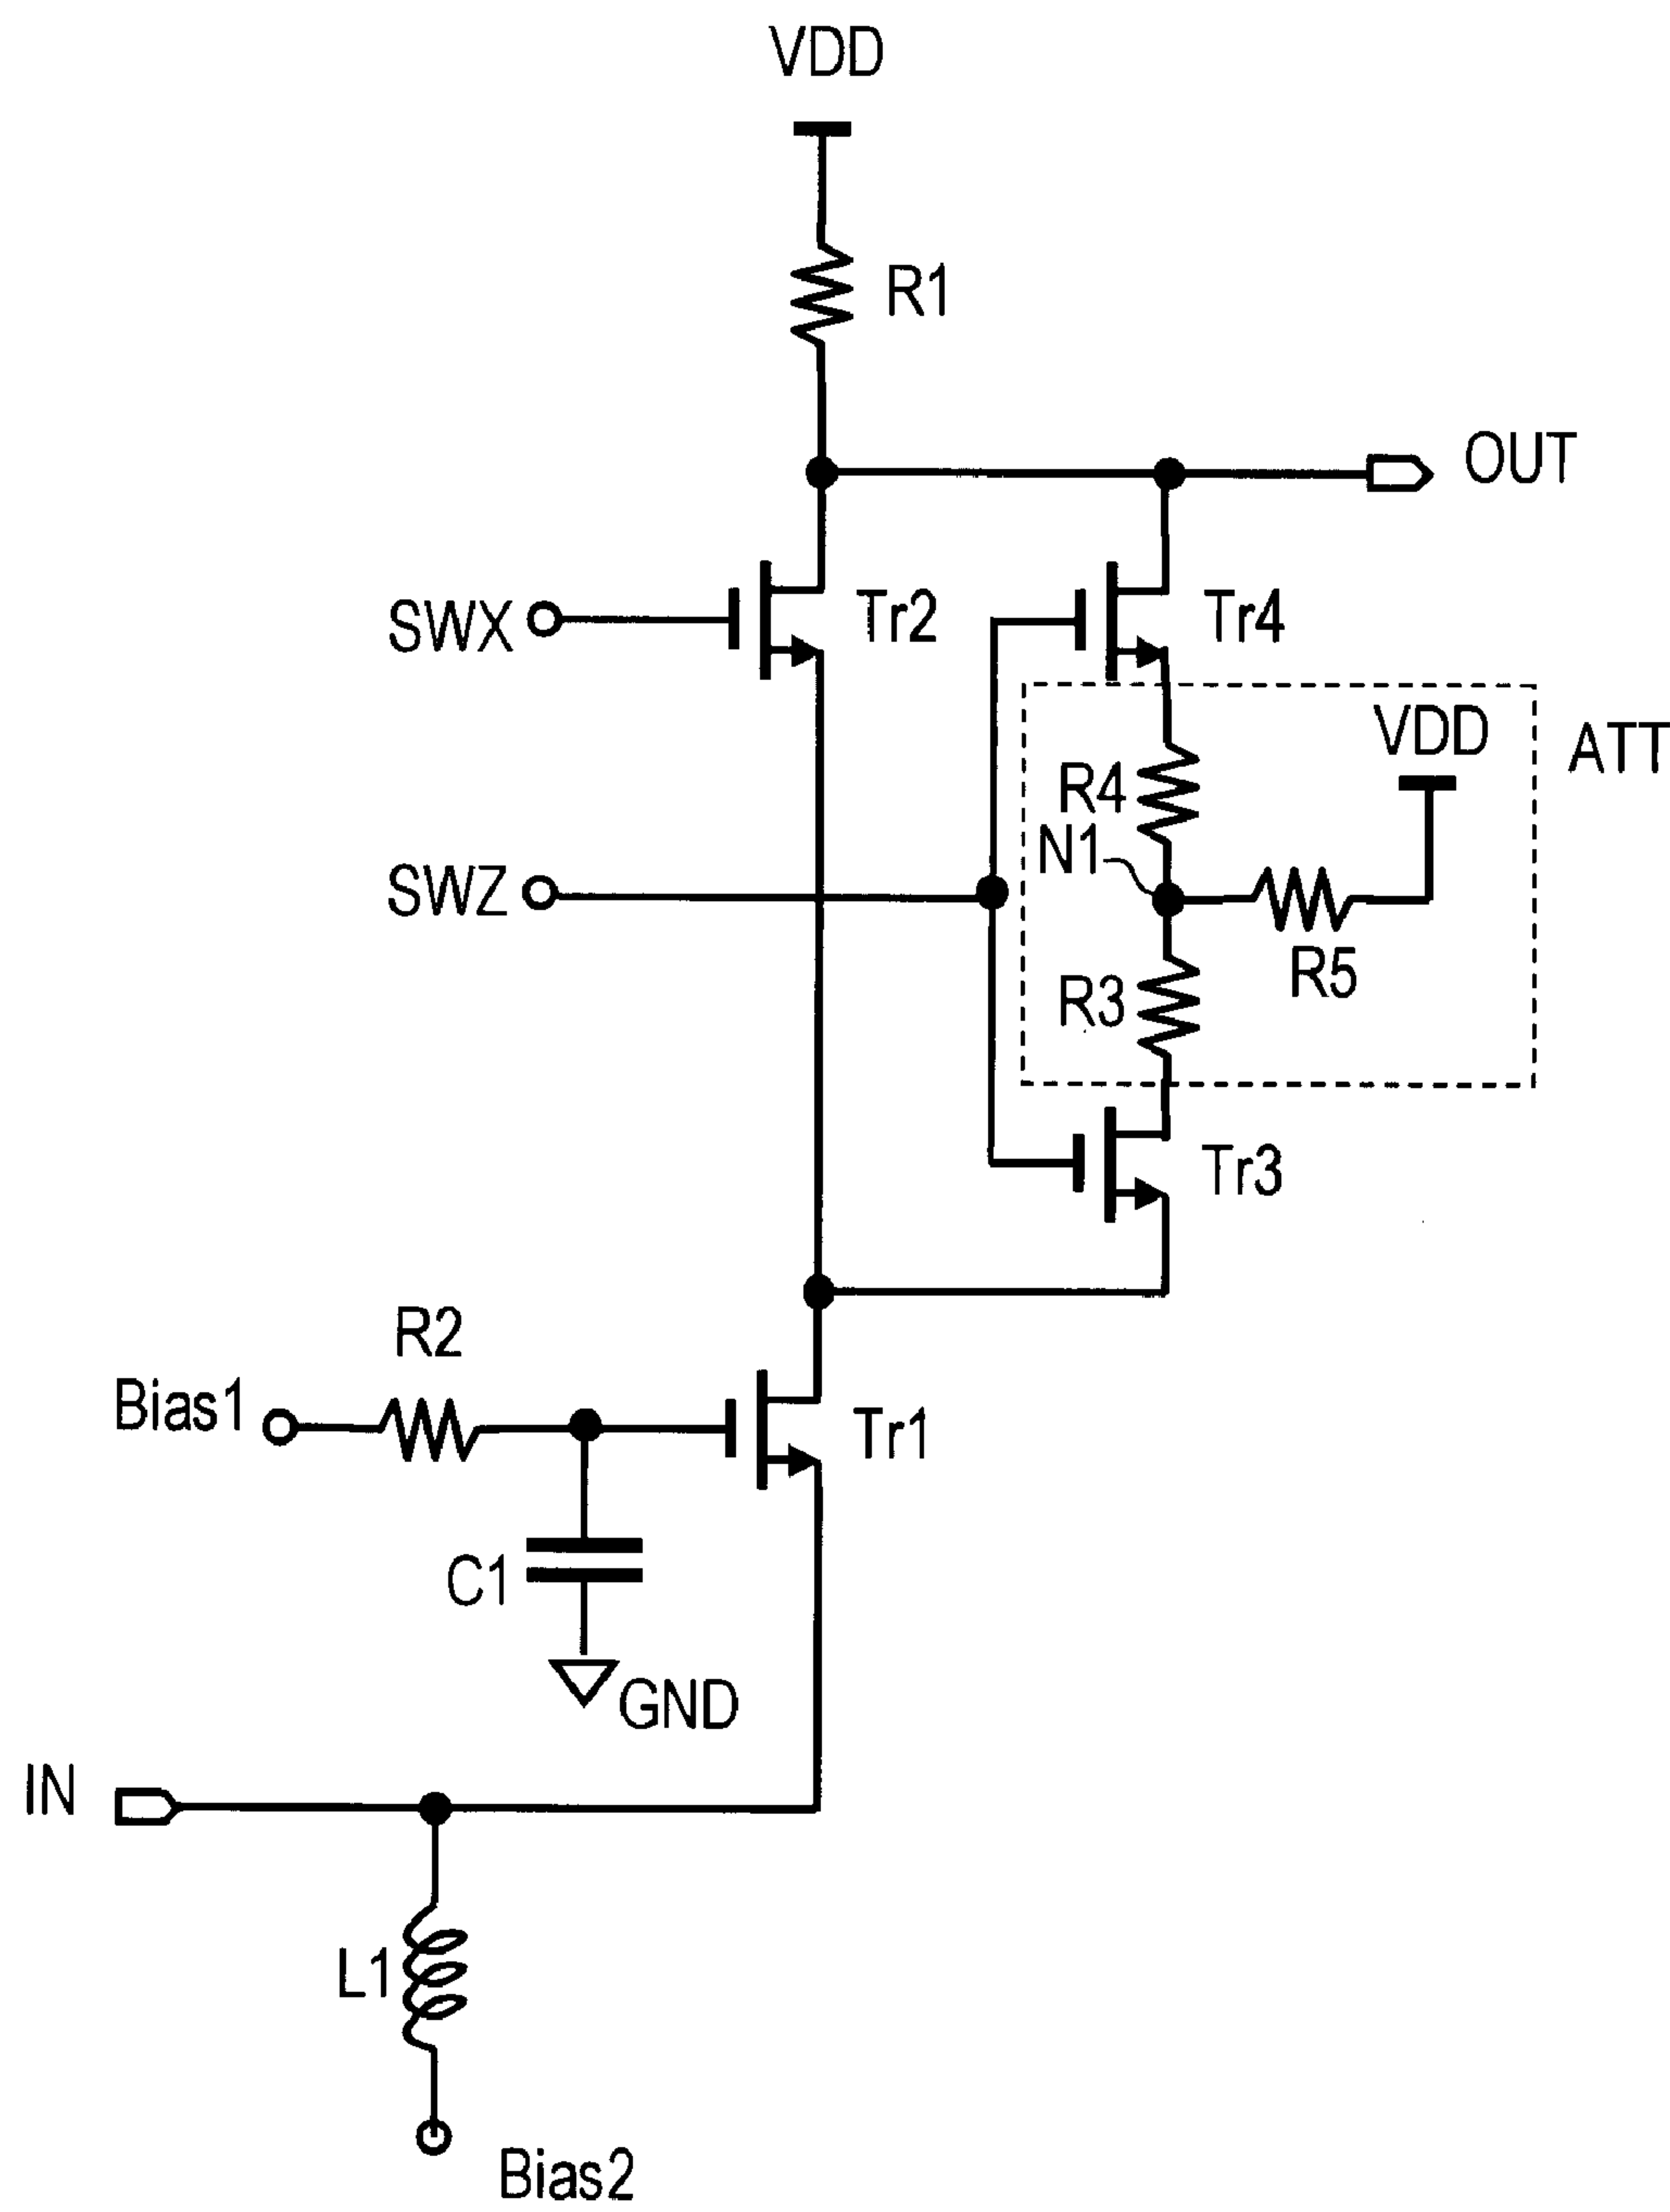 VDD
R1
OUT
SWX
Tr2
Tr4
VDD
ATT
R4
N1
SWZ
R5
R3
Tr3
R2
Bias1
Tr1
C1
GND
IN
L1
Bias2